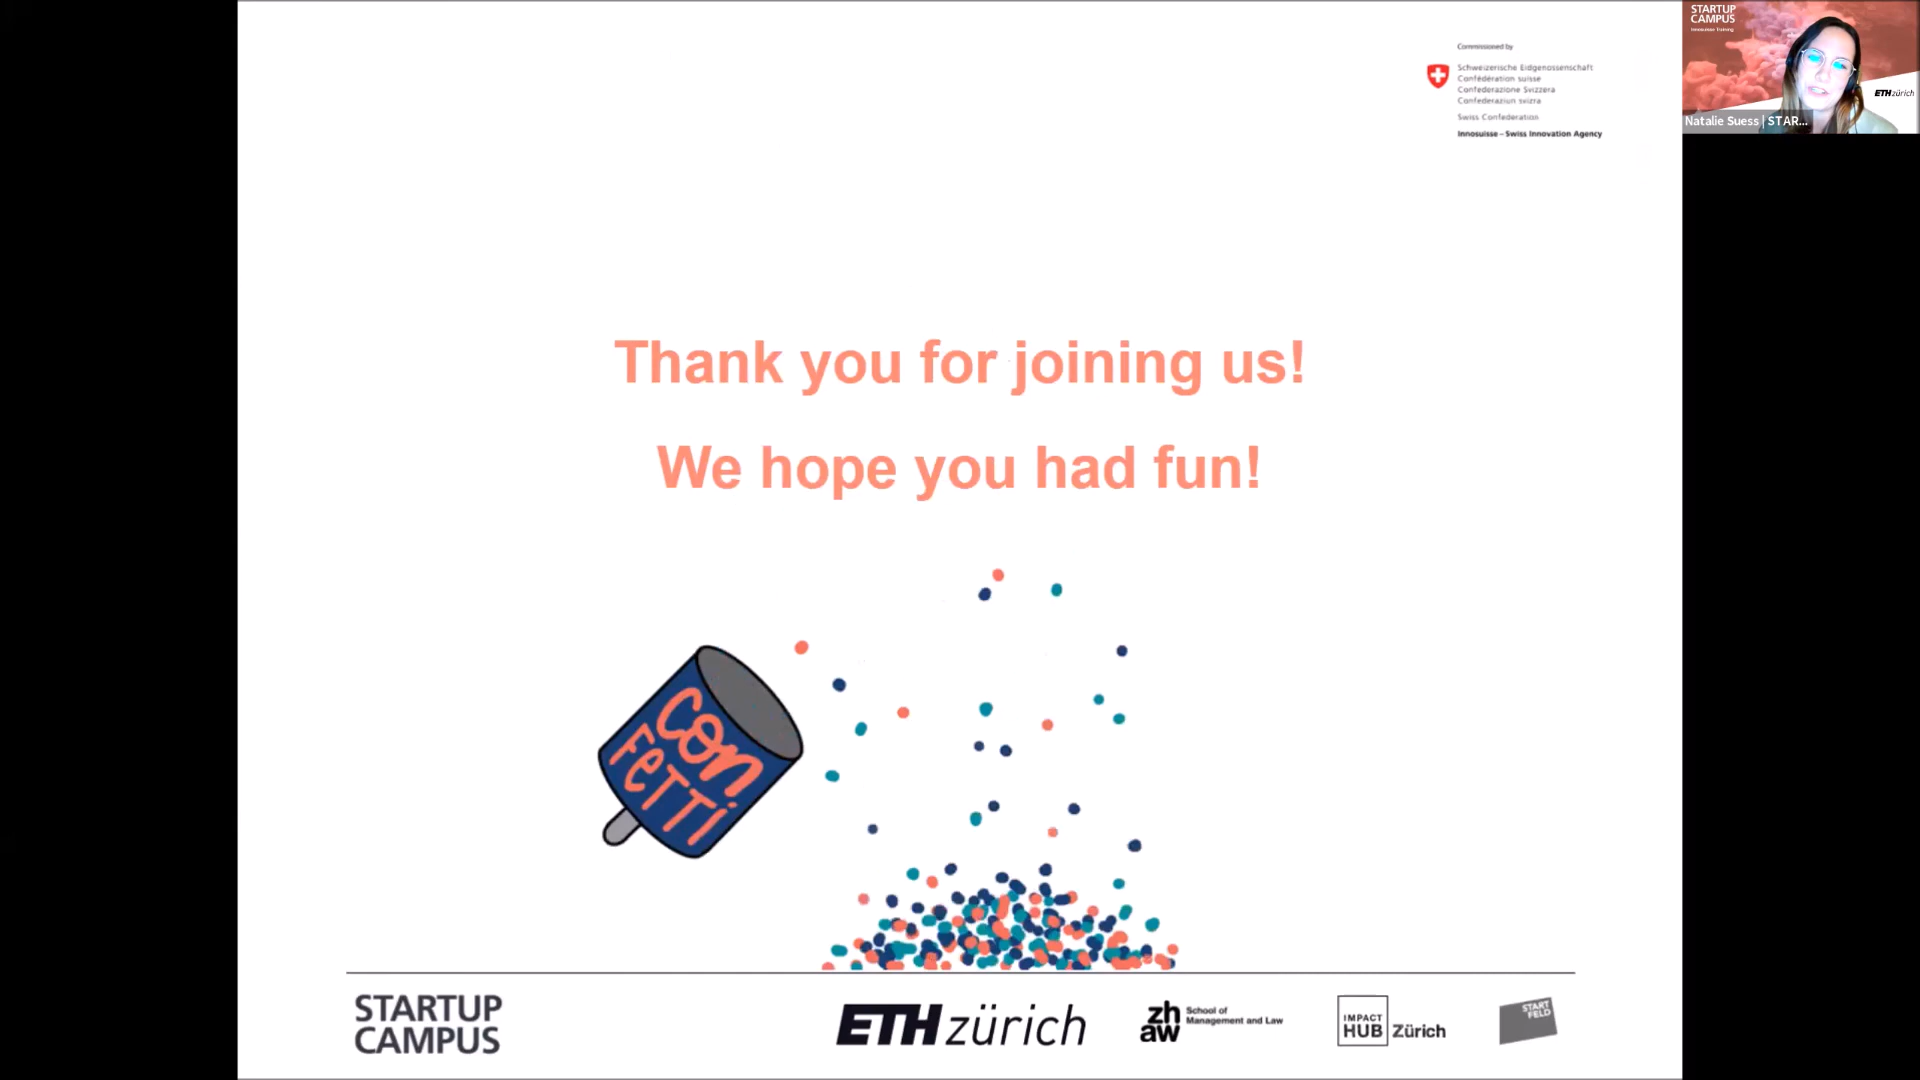 STARTUP
CAMPUS
Innosuisse Training
ETH zürich
Natalie Suess | STAR...
Commissioned by
Schweizerische Eidgenossenschaft
Confédération suisse
Confederazione Svizzera
Confederaziun svizra
Swiss Confederation
Innosuisse – Swiss Innovation Agency
Thank you for joining us!
We hope you had fun!
CON
FETTI
STARTUP
CAMPUS
ETH zürich
zh
aw
School of
Management and Law
IMPACT
HUB Zürich
START
FELD